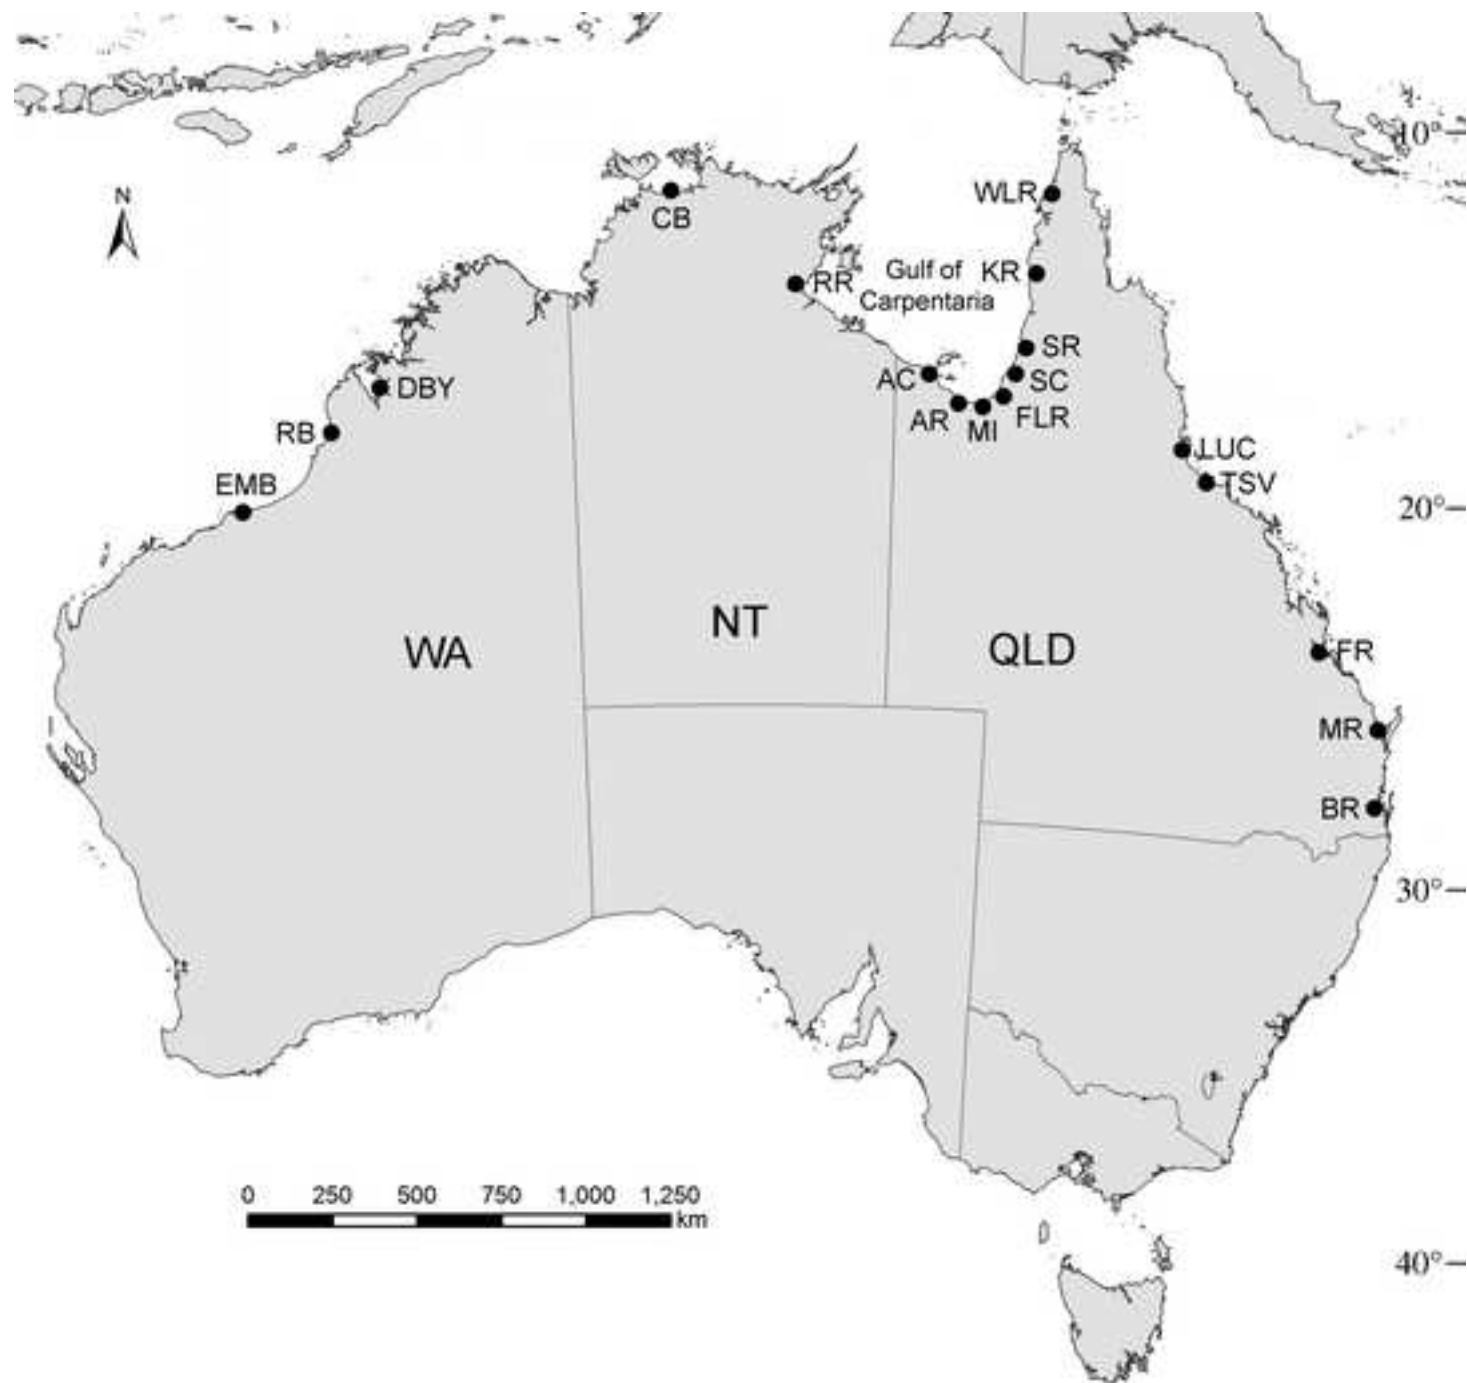 10°
N
WLR
CB
Gulf of
Carpentaria
KR
RR
SR
AC
SC
DBY
AR
MI
FLR
RB
LUC
EMB
TSV
20°
NT
WA
QLD
FR
MR
BR
30°
0 250 500 750 1,000 1,250
km
40°